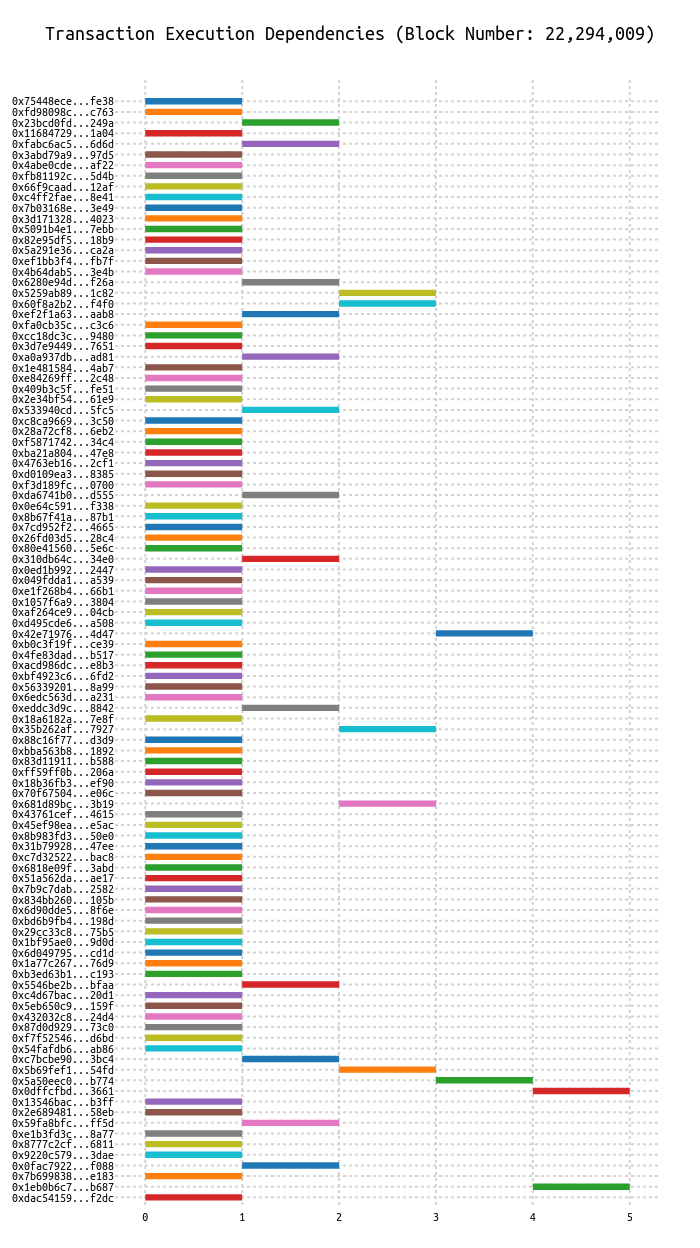 Transaction Execution Dependencies (Block Number: 22,294,009)
0x75448ece...fe38
0xfd98098c...c763
0x23bcd0fd...249a
0x11684729...1a04
0xfabc6ac5...6d6d
0x3abd79a9...97d5
0x4abe0cde...af22
0xfb81192c...5d4b
0x66f9caad...12af
0xc4ff2fae...8e41
0x7b03168e...3e49
0x3d171328...4023
0x5091b4e1...7ebb
0x82e95df5...18b9
0x5a291e36...ca2a
0xef1bb3f4...fb7f
0x4b64dab5...3e4b
0x6280e94d...f26a
0x5259ab89...1c82
0x60f8a2b2...f4f0
0xef2f1a63...aab8
0xfa0cb35c...c3c6
0xcc18dc3c...9480
0x3d7e9449...7651
0xa0a937db...ad81
0x1e481584...4ab7
0xe84269ff...2c48
0x409b3c5f...fe51
0x2e34bf54...61e9
0x533940cd...5fc5
0xc8ca9669...3c50
0x28a72cf8...6eb2
0xf5871742...34c4
0xba21a804...47e8
0x4763eb16...2cf1
0xd0109ea3...8385
0xf3d189fc...0700
0xda6741b0...d555
0x0e64c591...f338
0x8b67f41a...87b1
0x7cd952f2...4665
0x26fd03d5...28c4
0x80e41560...5e6c
0x310db64c...34e0
0x0ed1b992...2447
0x049fdda1...a539
0xe1f268b4...66b1
0x1057f6a9...3804
0xaf264ce9...04cb
0xd495cde6...a508
0x42e71976...4d47
0xb0c3f19f...ce39
0x4fe83dad...b517
0xacd986dc...e8b3
0xbf4923c6...6fd2
0x56339201...8a99
0x6edc563d...a231
0xeddc3d9c...8842
0x18a6182a...7e8f
0x35b262af...7927
0x88c16f77...d3d9
0xbba563b8...1892
0x83d11911...b588
0xff59ff0b...206a
0x18b36fb3...ef90
0x70f67504...e06c
0x681d89bc...3b19
0x43761cef...4615
0x45ef98ea...e5ac
0x8b983fd3...50e0
0x31b79928...47ee
0xc7d32522...bac8
0x6818e09f...3abd
0x51a562da...ae17
0x7b9c7dab...2582
0x834bb260...105b
0x6d90dde5...8f6e
0xbd6b9fb4...198d
0x29cc33c8...75b5
0x1bf95ae0...9d0d
0x6d049795...cd1d
0x1a77c267...76d9
0xb3ed63b1...c193
0x5546be2b...bfaa
0xc4d67bac...20d1
0x5eb650c9...159f
0x432032c8...24d4
0x87d0d929...73c0
0xf7f52546...d6bd
0x54fafdb6...ab86
0xc7bcbe90...3bc4
0x5b69fef1...54fd
0x5a50eec0...b774
0x0dffcfbd...3661
0x13546bac...b3ff
0x2e689481...58eb
0x59fa8bfc...ff5d
0xe1b3fd3c...8a77
0x8777c2cf...6811
0x9220c579...3dae
0x0fac7922...f088
0x7b699838...e183
0x1eb0b6c7...b687
0xdac54159...f2dc
0 1 2 3 4 5